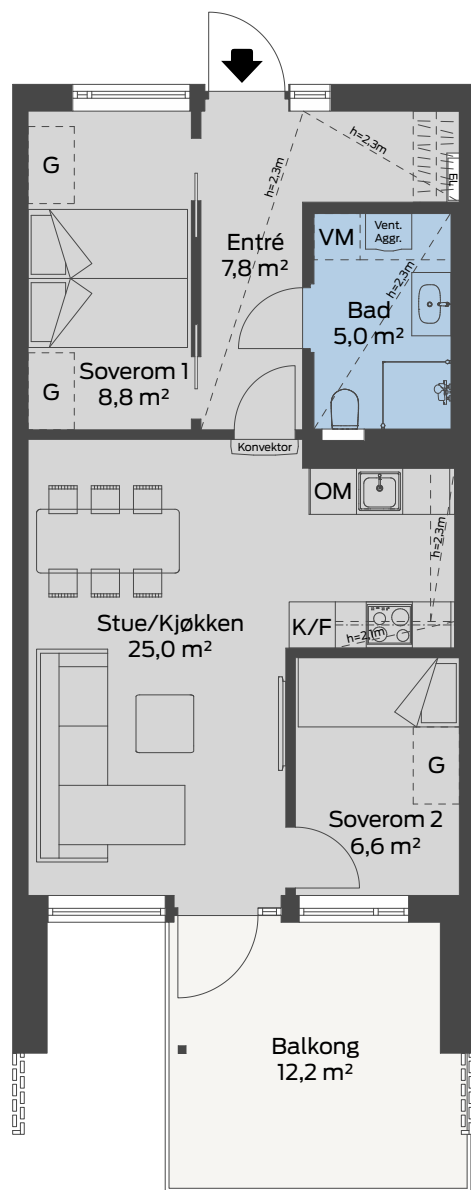 G
h=2,3m
h=2,3m
El.
Entré
7,8 m²
VM
Vent.
Aggr.
h=2,3m
Bad
5,0 m²
Soverom 1
8,8 m²
G
Konvektor
OM
h=2,3m
Stue/Kjøkken
25,0 m²
K/F
h=2,1m
G
Soverom 2
6,6 m²
Balkong
12,2 m²